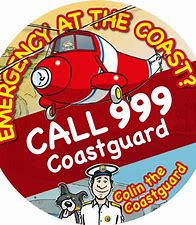 EMERGENCY AT THE COAST?
CALL 999
Coastguard
Colin the
Coastguard